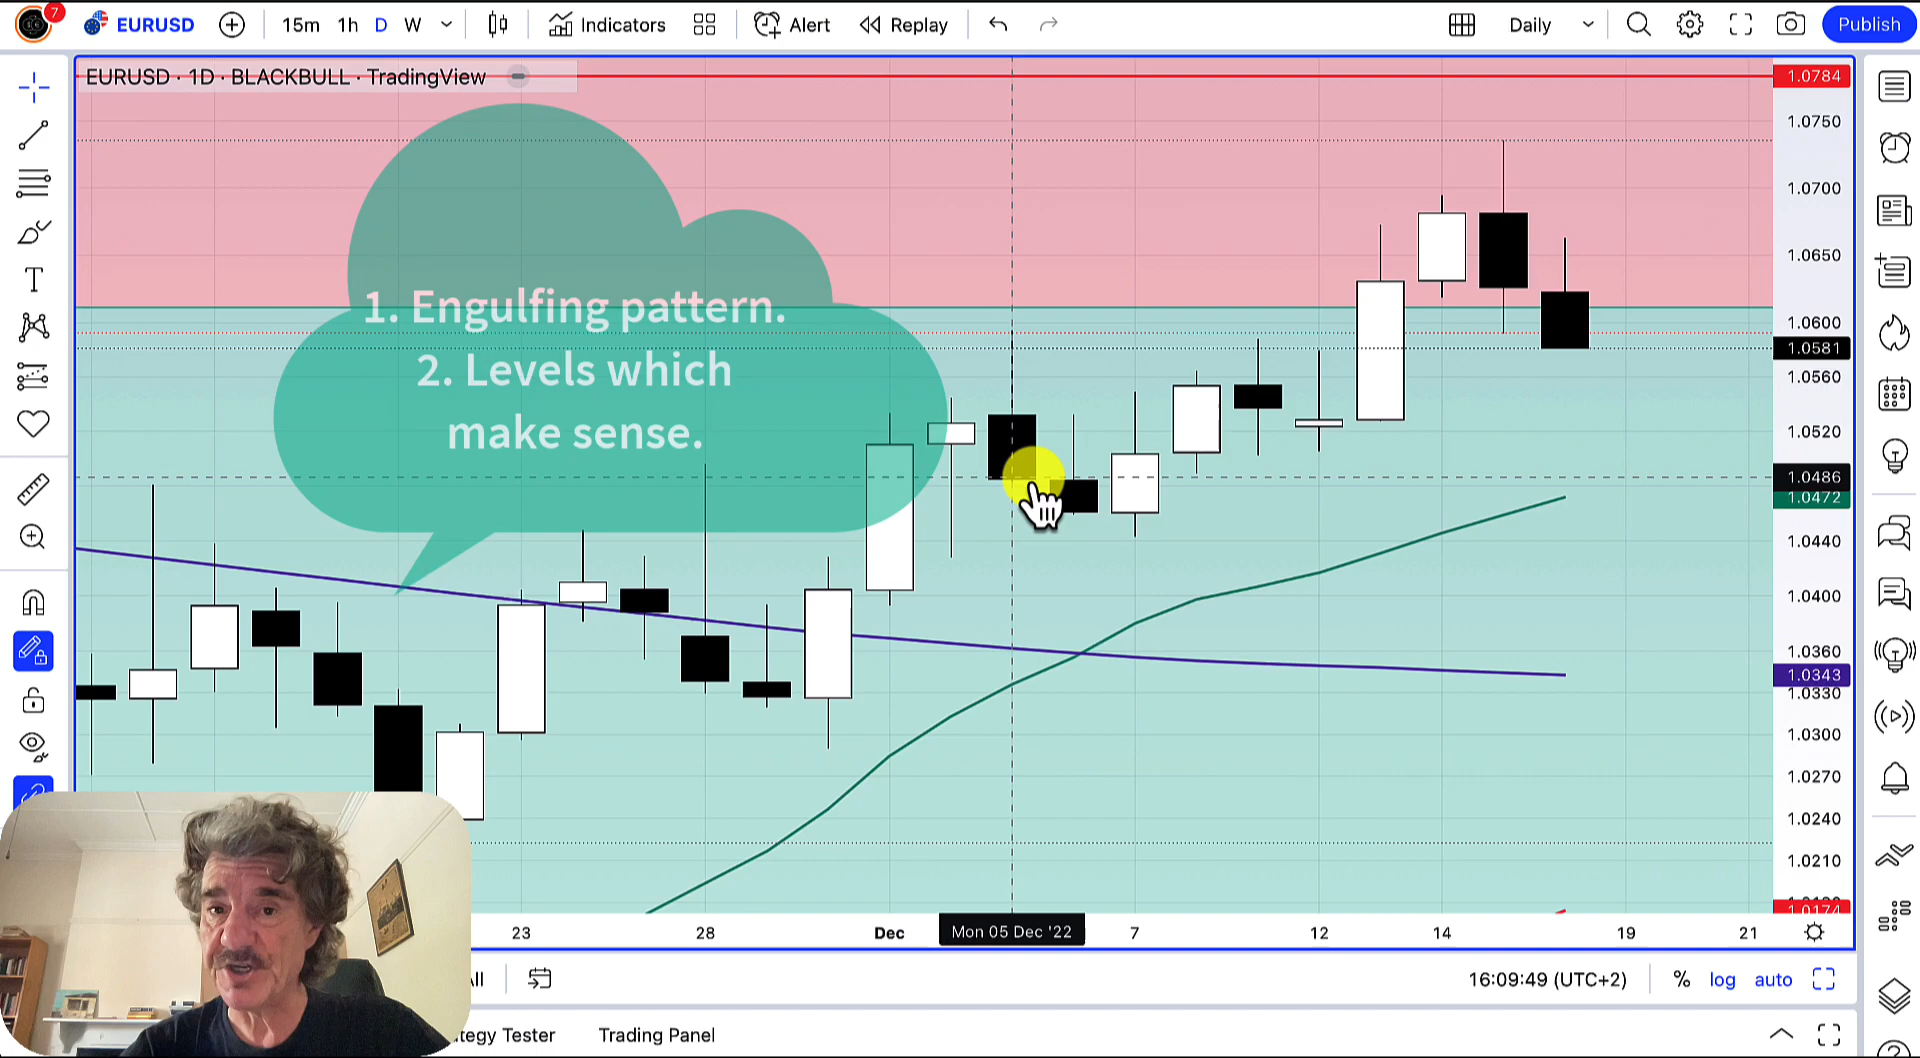 7
EURUSD
15m 1h D W
Indicators
Alert
Replay
Daily
Publish
EURUSD · 1D · BLACKBULL · TradingView
1. Engulfing pattern.
2. Levels which
make sense.
1.0784
1.0750
1.0700
1.0650
1.0600
1.0581
1.0560
1.0520
1.0486
1.0472
1.0440
1.0400
1.0360
1.0343
1.0330
1.0300
1.0270
1.0240
1.0210
1.0174
23 28 Dec Mon 05 Dec '22 7 12 14 19 21
16:09:49 (UTC+2) % log auto
Tester
Trading Panel